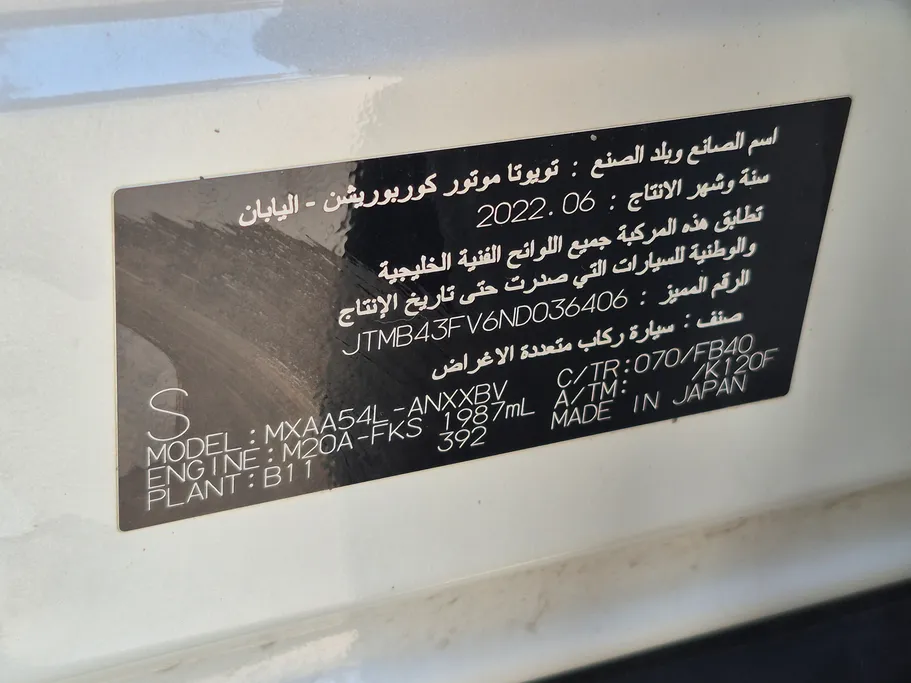 اسم الصانع وبلد الصنع : تويوتا موتور كوربوريشن - اليابان
سنة وشهر الانتاج : 2022.06
تطابق هذه المركبة جميع اللوائح الفنية الخليجية
والوطنية للسيارات التي صدرت حتى تاريخ الإنتاج
الرقم المميز : JTMB43FV6ND036406
صنف : سيارة ركاب متعددة الاغراض
S
MODEL:MXAA54L-ANXXBV C/TR:070/FB40
ENGINE:M20A-FKS 1987mL A/TM: /K120F
PLANT:B11 392 MADE IN JAPAN